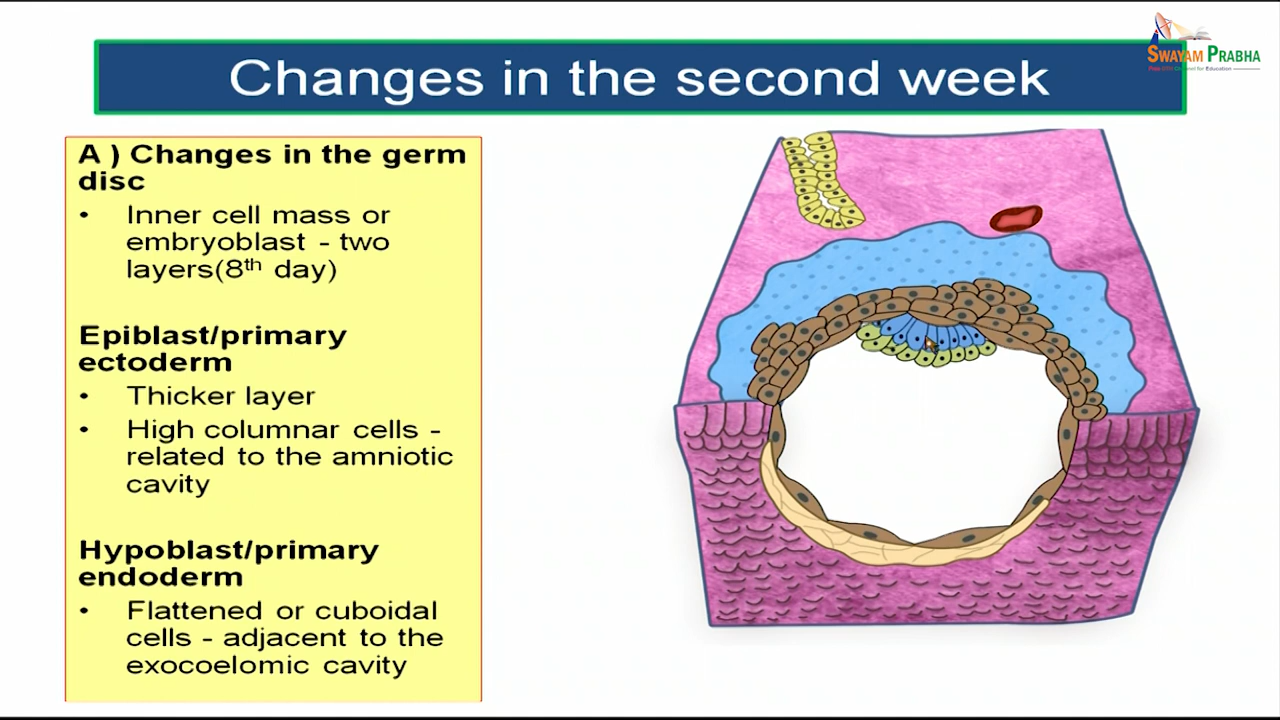 SWAYAM PRABHA
Changes in the second week
A ) Changes in the germ
disc
• Inner cell mass or
embryoblast - two
layers(8th day)
Epiblast/primary
ectoderm
• Thicker layer
• High columnar cells -
related to the amniotic
cavity
Hypoblast/primary
endoderm
• Flattened or cuboidal
cells - adjacent to the
exocoelomic cavity